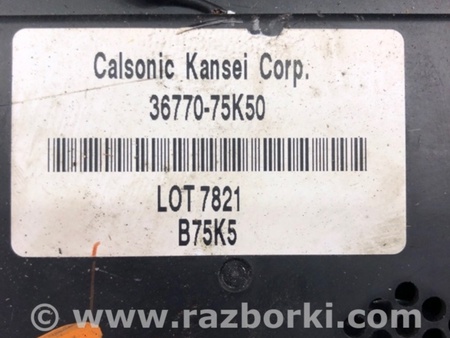 Calsonic Kansei Corp.
36770-75K50
LOT 7821
B75K5
© www.razborki.com